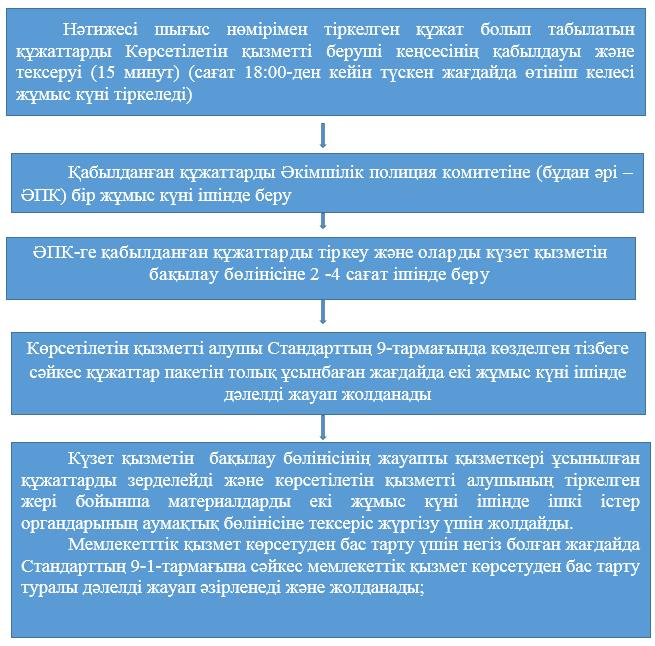 Нәтижесі шығыс нөмірімен тіркелген құжат болып табылатын
құжаттарды Көрсетілетін қызметті беруші кеңсесінің қабылдауы және
тексеруі (15 минут) (сағат 18:00-ден кейін түскен жағдайда өтініш келесі
жұмыс күні тіркеледі)
Қабылданған құжаттарды Әкімшілік полиция комитетіне (бұдан әрі –
ӘПК) бір жұмыс күні ішінде беру
ӘПК-ге қабылданған құжаттарды тіркеу және оларды күзет қызметін
бақылау бөлінісіне 2 -4 сағат ішінде беру
Көрсетілетін қызметті алушы Стандарттың 9-тармағында көзделген тізбеге
сәйкес құжаттар пакетін толық ұсынбаған жағдайда екі жұмыс күні ішінде
дәлелді жауап жолданады
Күзет қызметін бақылау бөлінісінің жауапты қызметкері ұсынылған
құжаттарды зерделейді және көрсетілетін қызметті алушының тіркелген
жері бойынша материалдарды екі жұмыс күні ішінде ішкі істер
органдарының аумақтық бөлінісіне тексеріс жүргізу үшін жолдайды.
Мемлекетттік қызмет көрсетуден бас тарту үшін негіз болған жағдайда
Стандарттың 9-1-тармағына сәйкес мемлекеттік қызмет көрсетуден бас тарту
туралы дәлелді жауап әзірленеді және жолданады;